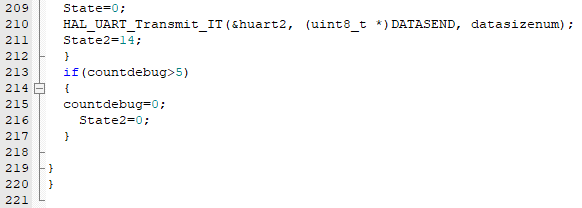 209 State=0;
210 HAL_UART_Transmit_IT(&huart2, (uint8_t *)DATASEND, datasizenum);
211 State2=14;
212 }
213 if(countdebug>5)
214 {
215 countdebug=0;
216 State2=0;
217 }
218
219 }
220 }
221